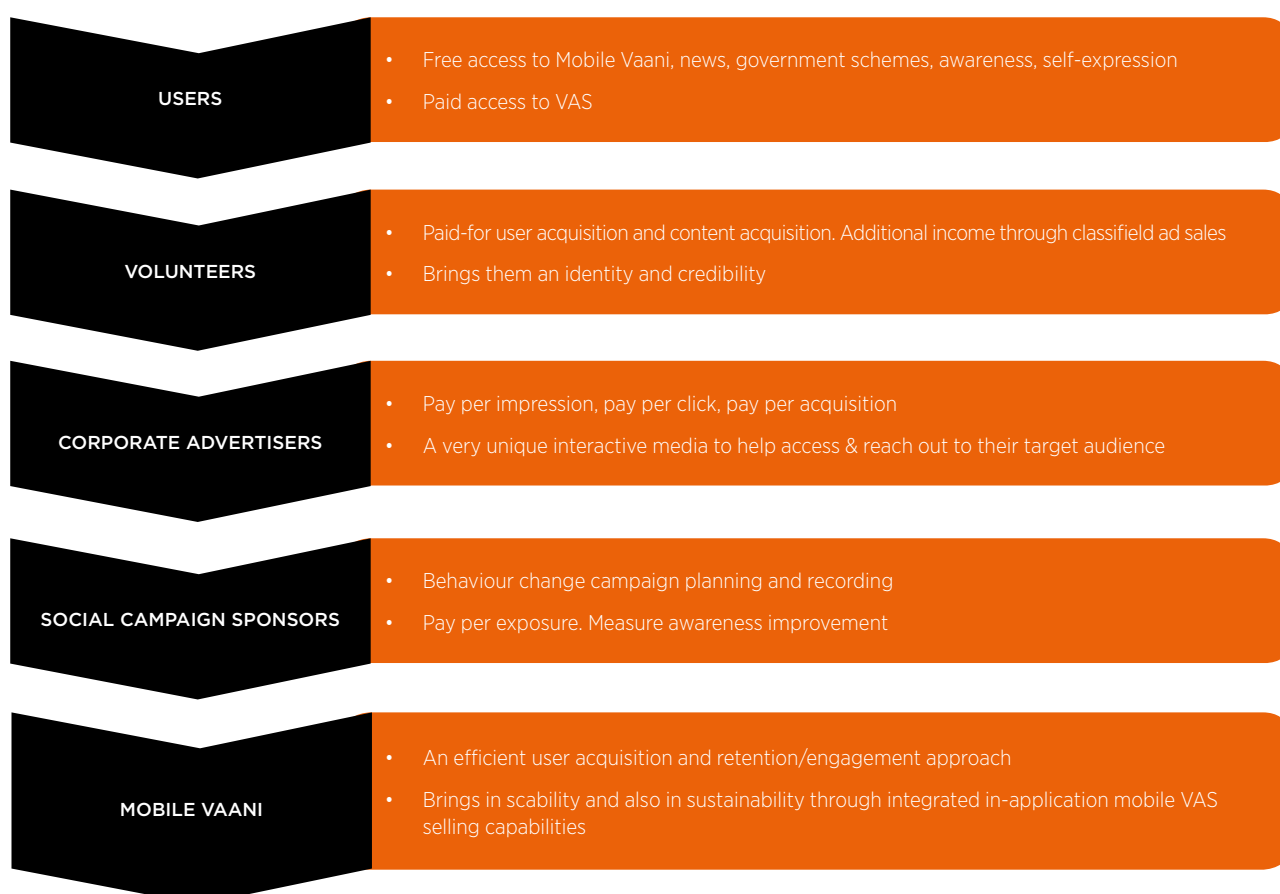 USERS
• Free access to Mobile Vaani, news, government schemes, awareness, self-expression
• Paid access to VAS
VOLUNTEERS
• Paid-for user acquisition and content acquisition. Additional income through classifield ad sales
• Brings them an identity and credibility
CORPORATE ADVERTISERS
• Pay per impression, pay per click, pay per acquisition
• A very unique interactive media to help access & reach out to their target audience
SOCIAL CAMPAIGN SPONSORS
• Behaviour change campaign planning and recording
• Pay per exposure. Measure awareness improvement
MOBILE VAANI
• An efficient user acquisition and retention/engagement approach
• Brings in scability and also in sustainability through integrated in-application mobile VAS
selling capabilities